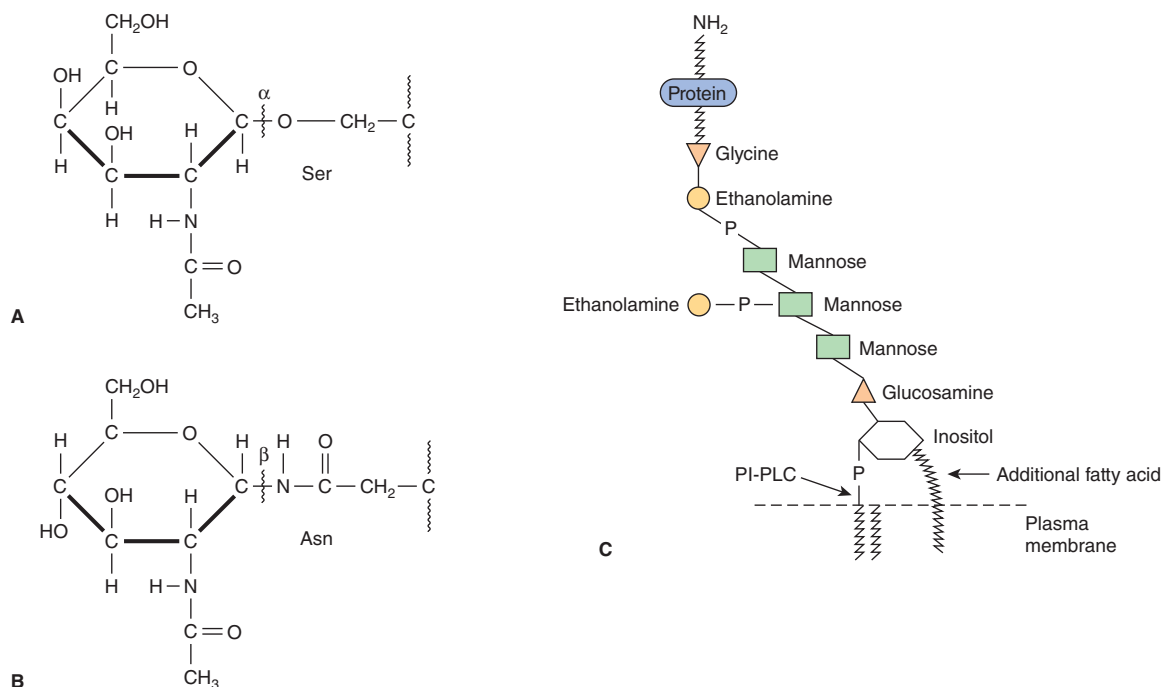 CH₂OH
C
O
OH
H
α
C
OH
H
C
O
CH₂
C
H
H
Ser
C
C
H
H
N
C
O
CH₃
A
CH₂OH
H
C
O
H
H
O
β
C
OH
H
C
N
C
CH₂
C
HO
C
C
Asn
H
H
N
C
O
CH₃
B
NH₂
Protein
Glycine
Ethanolamine
P
Mannose
Ethanolamine
P
Mannose
Mannose
Glucosamine
Inositol
PI-PLC
P
Additional fatty acid
Plasma
membrane
C